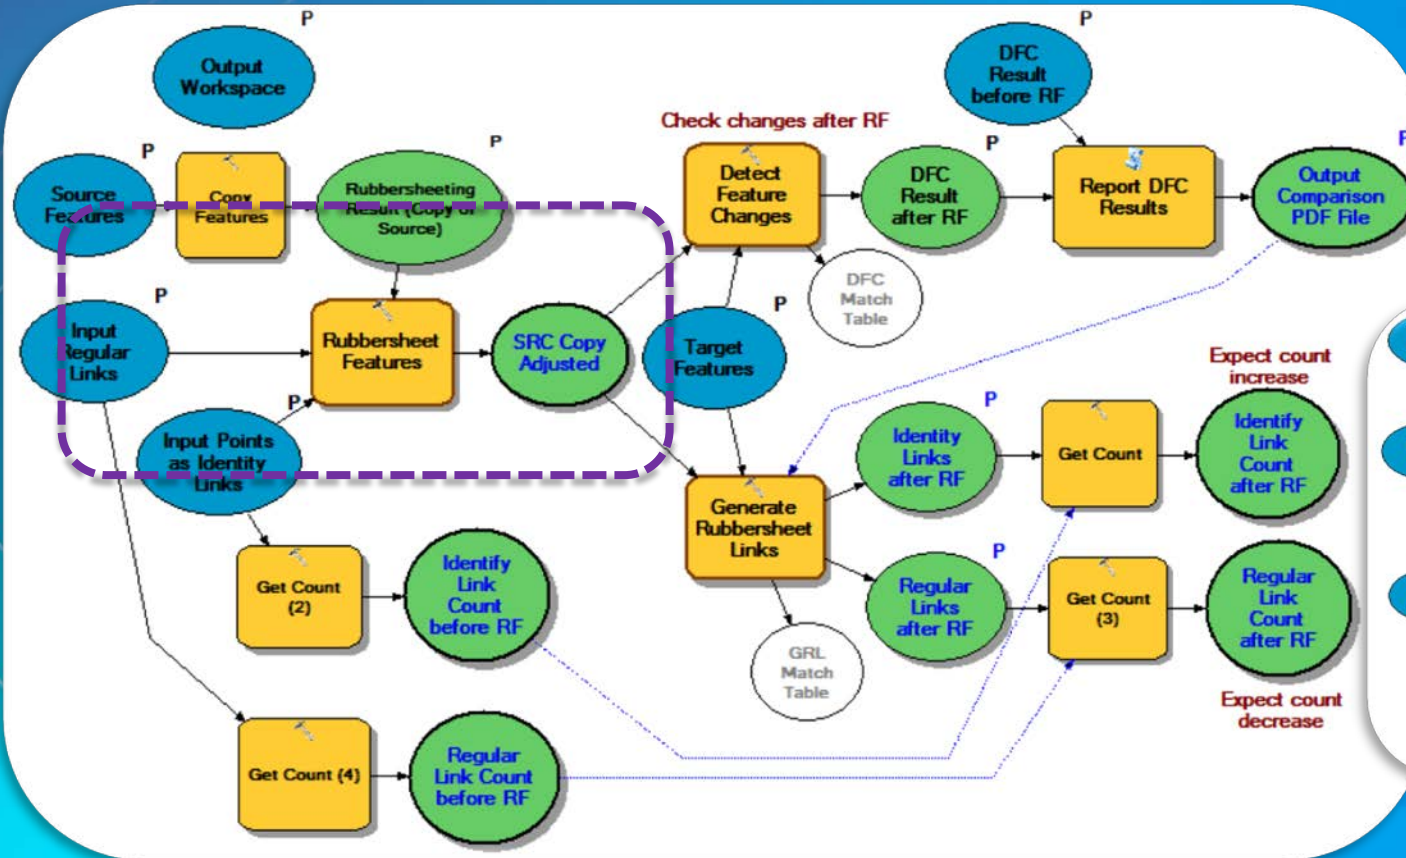 P
Output
Workspace
P
DFC
Result
before RF
Check changes after RF
P
Source
Features
Copy
Features
P
Rubbersheeting
Result (Copy of
Source)
Detect
Feature
Changes
P
DFC
Result
after RF
Report DFC
Results
P
Output
Comparison
PDF File
DFC
Match
Table
P
Input
Regular
Links
Rubbersheet
Features
SRC Copy
Adjusted
P
Target
Features
Expect count
increase
P
Input Points
as Identity
Links
P
Identity
Links
after RF
Get Count
Identify
Link
Count
after RF
Generate
Rubbersheet
Links
Get Count
(2)
Identify
Link
Count
before RF
P
Regular
Links
after RF
Get Count
(3)
Regular
Link
Count
after RF
GRL
Match
Table
Expect count
decrease
Get Count (4)
Regular
Link Count
before RF